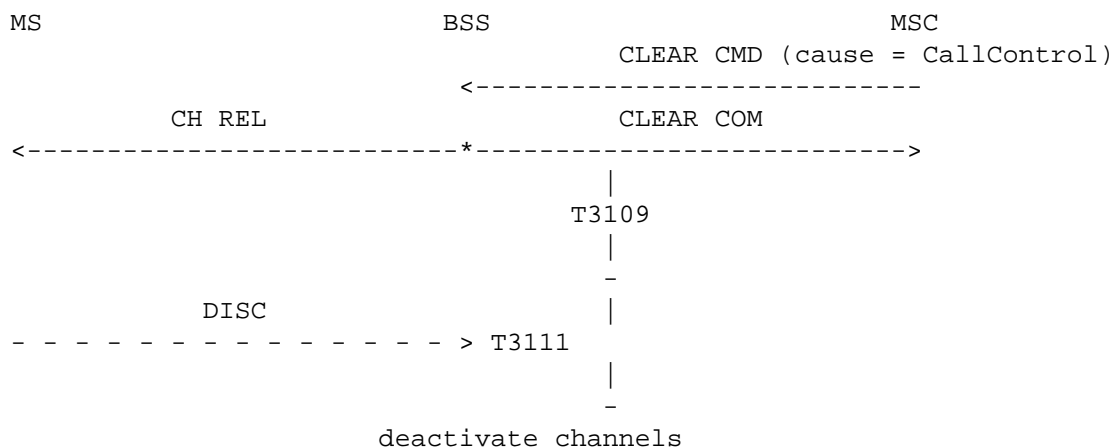 MS BSS MSC
CLEAR CMD (cause = CallControl)
<----------------------------
CH REL CLEAR COM
<---------------------------*--------------------------->
|
T3109
|
-
DISC |
- - - - - - - - - - - - - - > T3111
|
-
deactivate channels